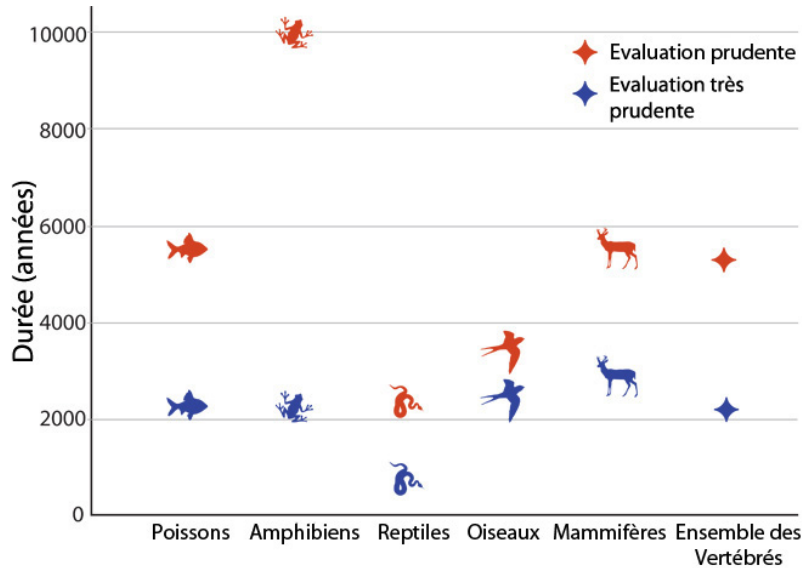 10000
8000
6000
4000
2000
0
Durée (années)
Evaluation prudente
Evaluation très
prudente
Poissons
Amphibiens
Reptiles
Oiseaux
Mammifères
Ensemble des
Vertébrés